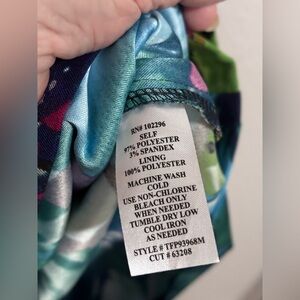 RN# 102296
SELF
97% POLYESTER
3% SPANDEX
LINING
100% POLYESTER
MACHINE WASH
COLD
USE NON-CHLORINE
BLEACH ONLY
WHEN NEEDED
TUMBLE DRY LOW
COOL IRON
AS NEEDED
STYLE # TFP93968M
CUT # 63208